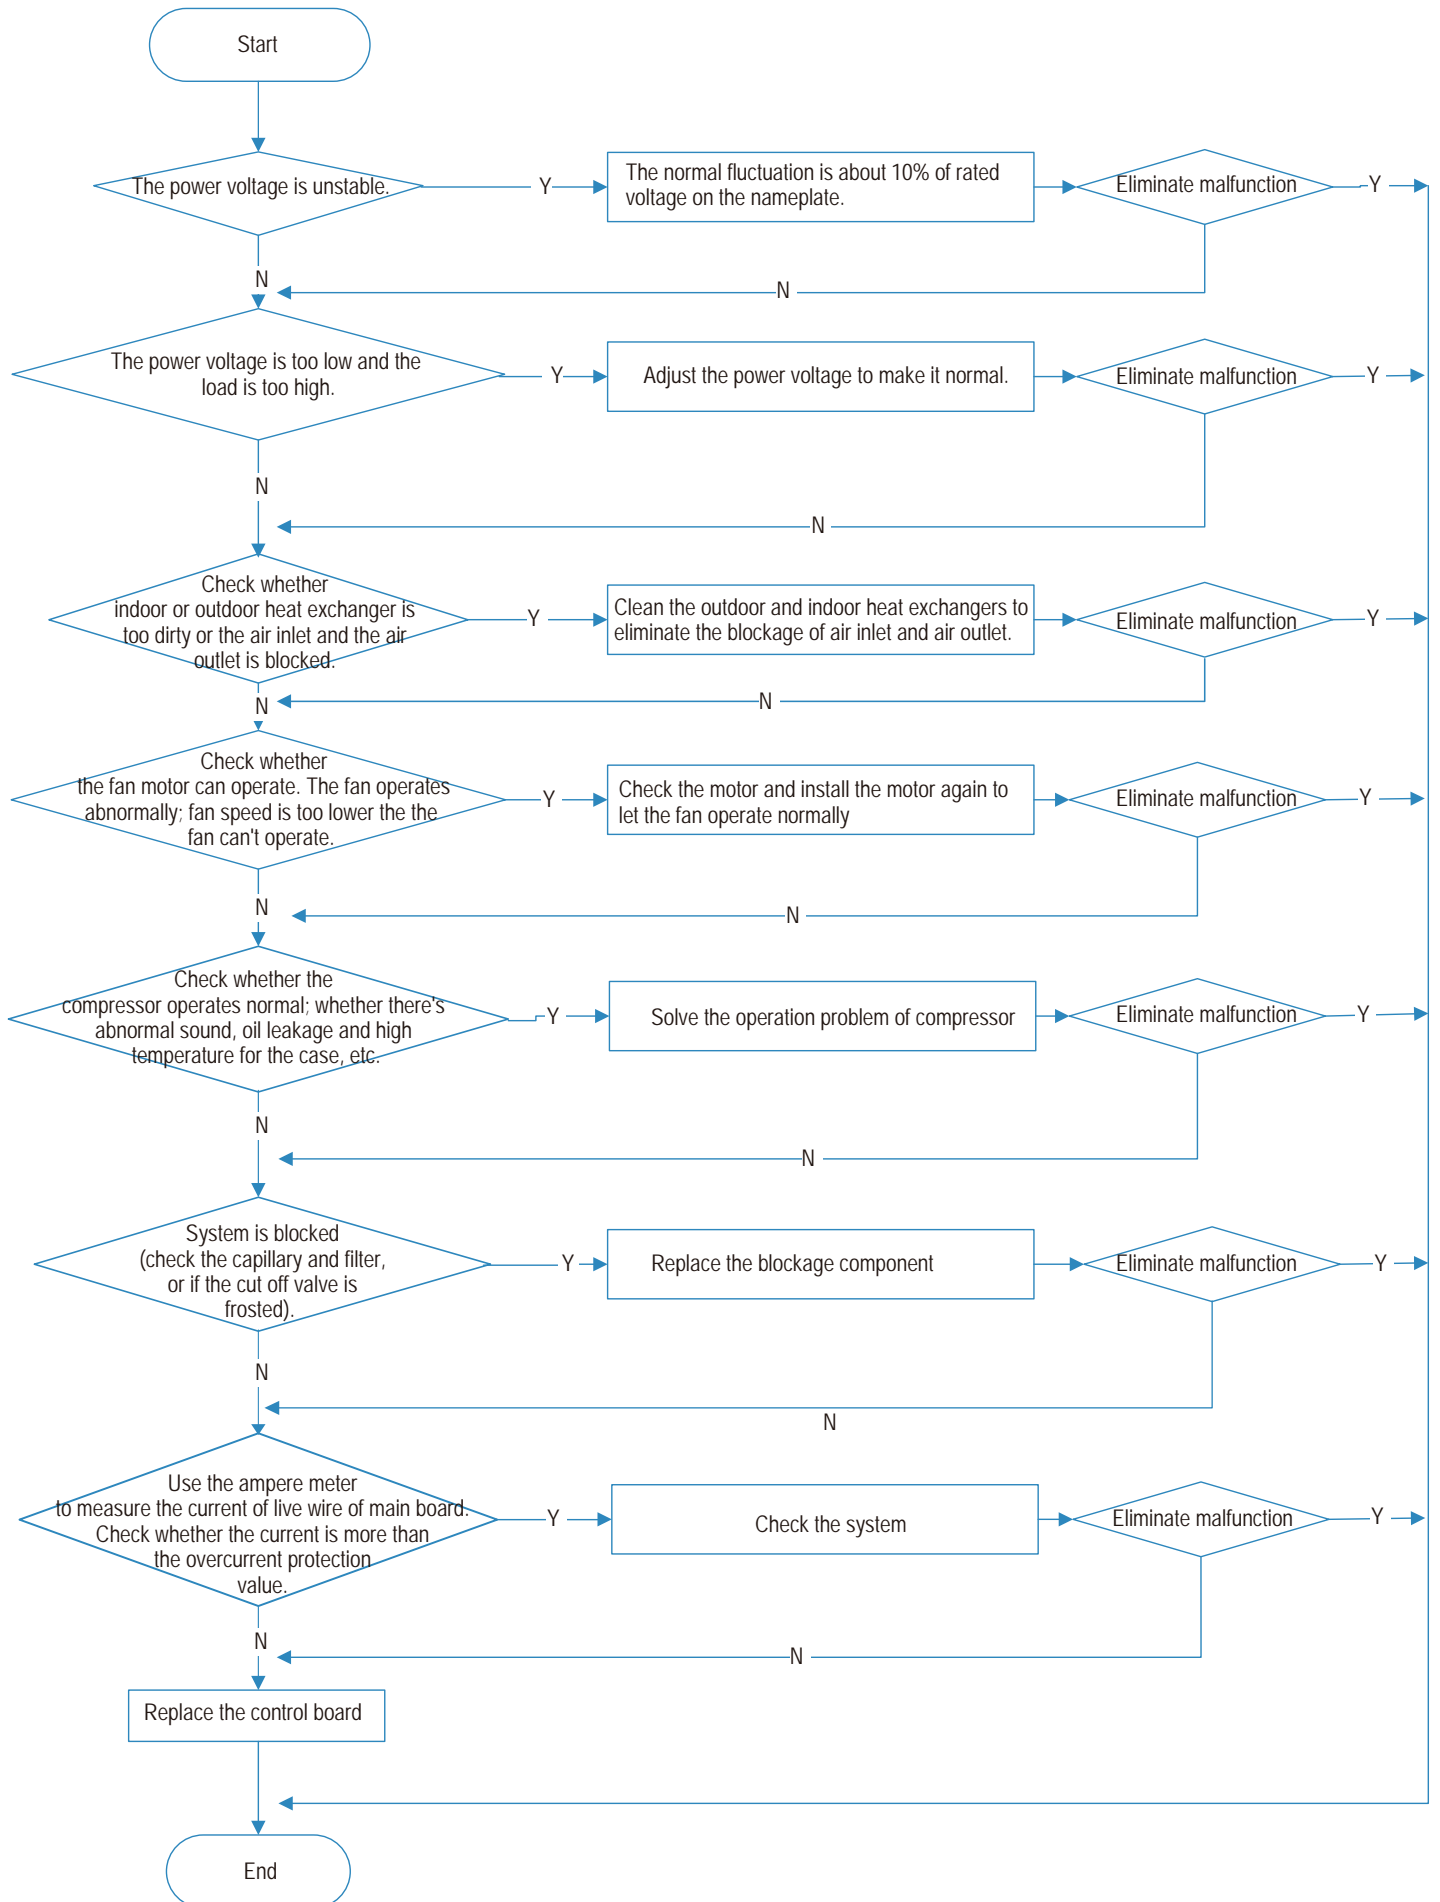 Start
The power voltage is unstable.
Y
The normal fluctuation is about 10% of rated
voltage on the nameplate.
Eliminate malfunction
Y
N
N
The power voltage is too low and the
load is too high.
Y
Adjust the power voltage to make it normal.
Eliminate malfunction
Y
N
N
Check whether
indoor or outdoor heat exchanger is
too dirty or the air inlet and the air
outlet is blocked.
Y
Clean the outdoor and indoor heat exchangers to
eliminate the blockage of air inlet and air outlet.
Eliminate malfunction
Y
N
N
Check whether
the fan motor can operate. The fan operates
abnormally; fan speed is too lower the the
fan can't operate.
Y
Check the motor and install the motor again to
let the fan operate normally
Eliminate malfunction
Y
N
N
Check whether the
compressor operates normal; whether there's
abnormal sound, oil leakage and high
temperature for the case, etc.
Y
Solve the operation problem of compressor
Eliminate malfunction
Y
N
N
System is blocked
(check the capillary and filter,
or if the cut off valve is
frosted).
Y
Replace the blockage component
Eliminate malfunction
Y
N
N
Use the ampere meter
to measure the current of live wire of main board.
Check whether the current is more than
the overcurrent protection
value.
Y
Check the system
Eliminate malfunction
Y
N
N
Replace the control board
End